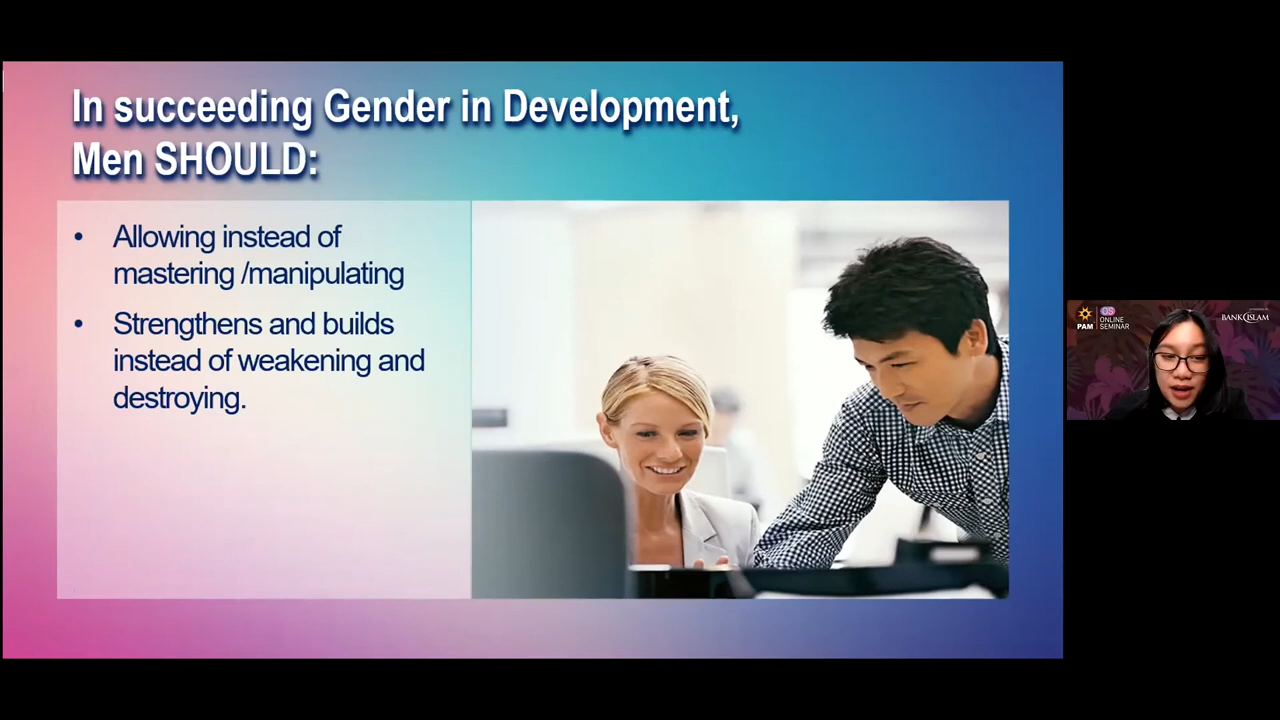 In succeeding Gender in Development,
Men SHOULD:
• Allowing instead of
mastering /manipulating
• Strengthens and builds
instead of weakening and
destroying.
PAM
OS
ONLINE
SEMINAR
BANK ISLAM